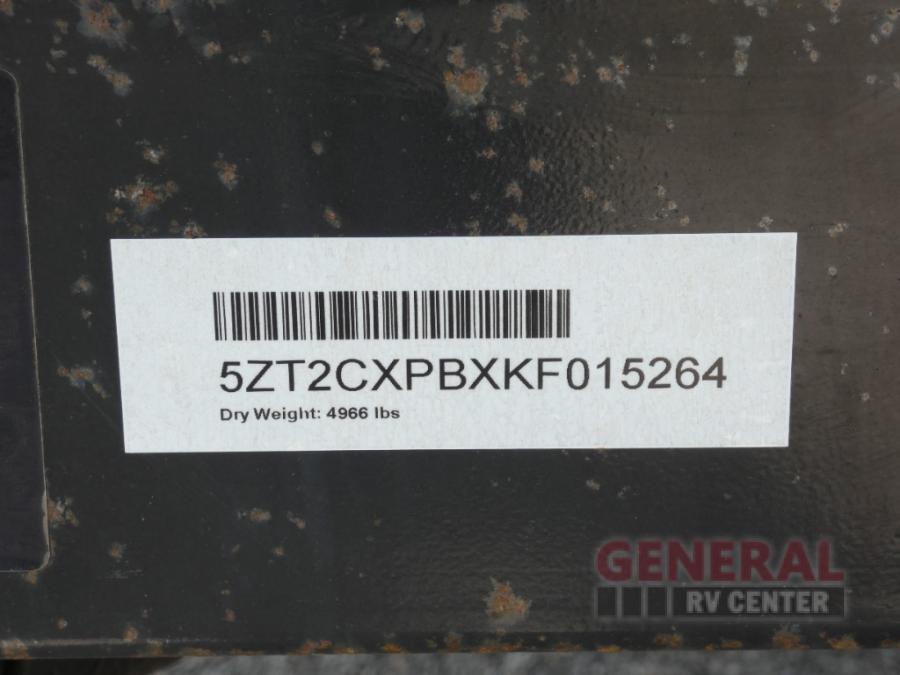 5ZT2CXPBXKF015264
Dry Weight: 4966 lbs
GENERAL
RV CENTER